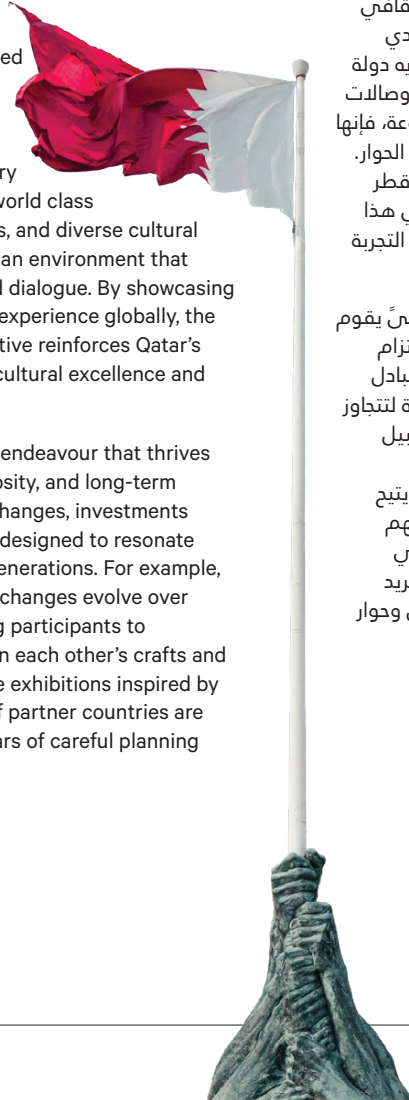 ed
ry
world class
s, and diverse cultural
an environment that
d dialogue. By showcasing
experience globally, the
tive reinforces Qatar's
cultural excellence and
endeavour that thrives
osity, and long-term
changes, investments
designed to resonate
enerations. For example,
changes evolve over
g participants to
n each other's crafts and
e exhibitions inspired by
f partner countries are
ars of careful planning
قافي
دي
يه دولة
وصالات
عة، فإنها
الحوار.
قطر
ي هذا
التجربة
ىً يقوم
تزام
بادل
ة لتتجاوز
بيل
يتيح
هم
ي
ريد
ي وحوار